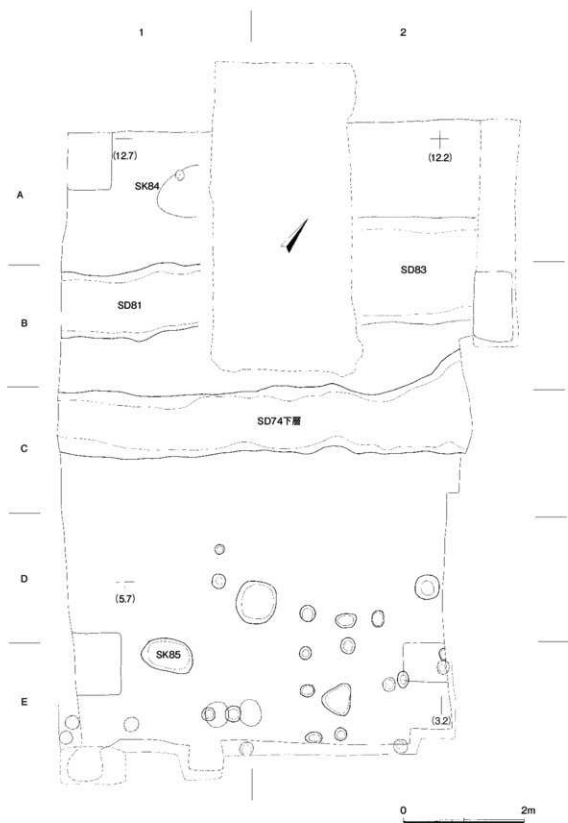 1 2
A
(12.7) (12.2)
SK84
SD83
SD81
B
SD74下層
C
D
(5.7)
SK85
E
(3.2)
0 2m